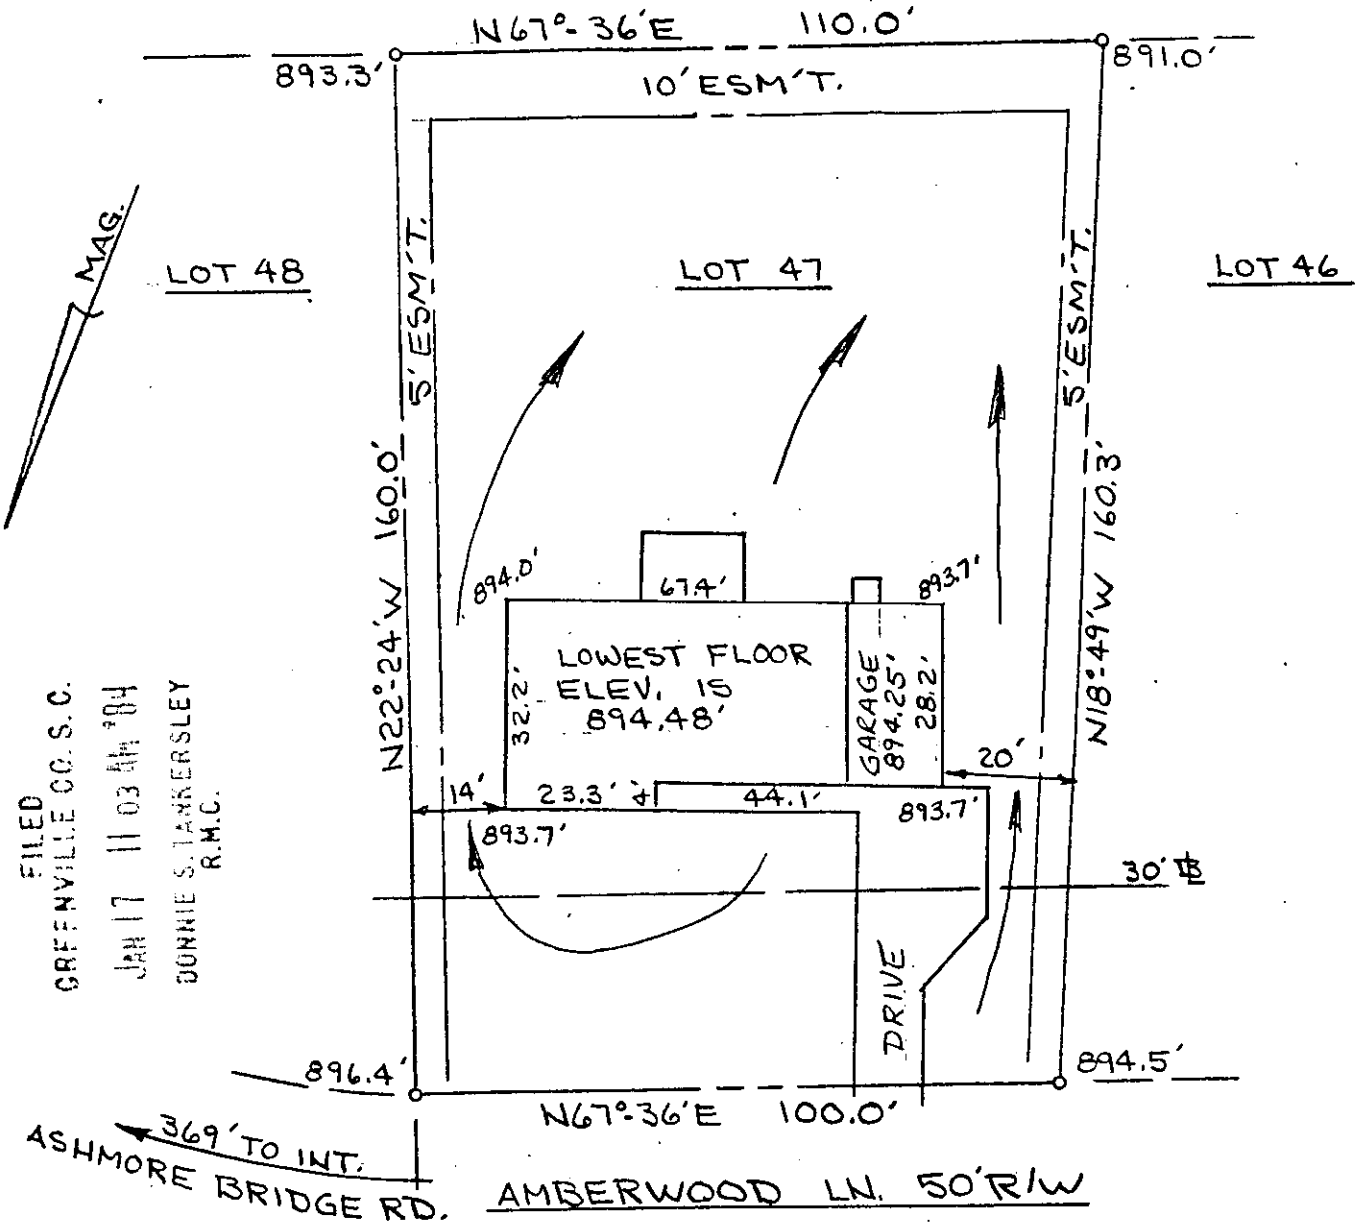 N67°-36'E 110.0'
893.3'
891.0'
10' ESM'T.
MAG.
LOT 48
LOT 47
LOT 46
5' ESM'T.
5' ESM'T.
N22°-24'W 160.0'
N18°-49'W 160.3'
894.0'
67.4'
893.7'
LOWEST FLOOR
ELEV. IS
894.48'
32.2'
GARAGE
894.25'
28.2'
20'
14'
23.3'
4'
44.1'
893.7'
893.7'
30'
DRIVE
FILED
GREENVILLE CO. S. C.
JAN 17 11 03 AM '84
DONNIE S. TANKERSLEY
R.M.C.
896.4'
894.5'
N67°-36'E 100.0'
369' TO INT.
ASHMORE BRIDGE RD.
AMBERWOOD LN. 50' R/W